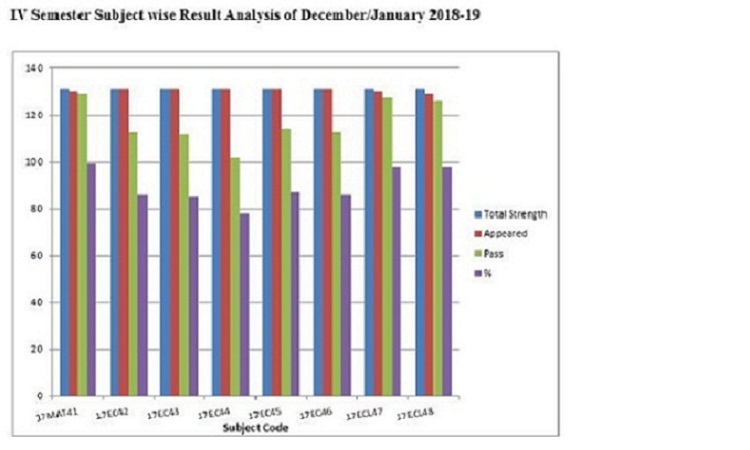 IV Semester Subject wise Result Analysis of December/January 2018-19
140
120
100
80
60
40
20
0
Total Strength
Appeared
Pass
%
17MAT41 17EC42 17EC43 17EC44 17EC45 17EC46 17ECL47 17ECL48
Subject Code